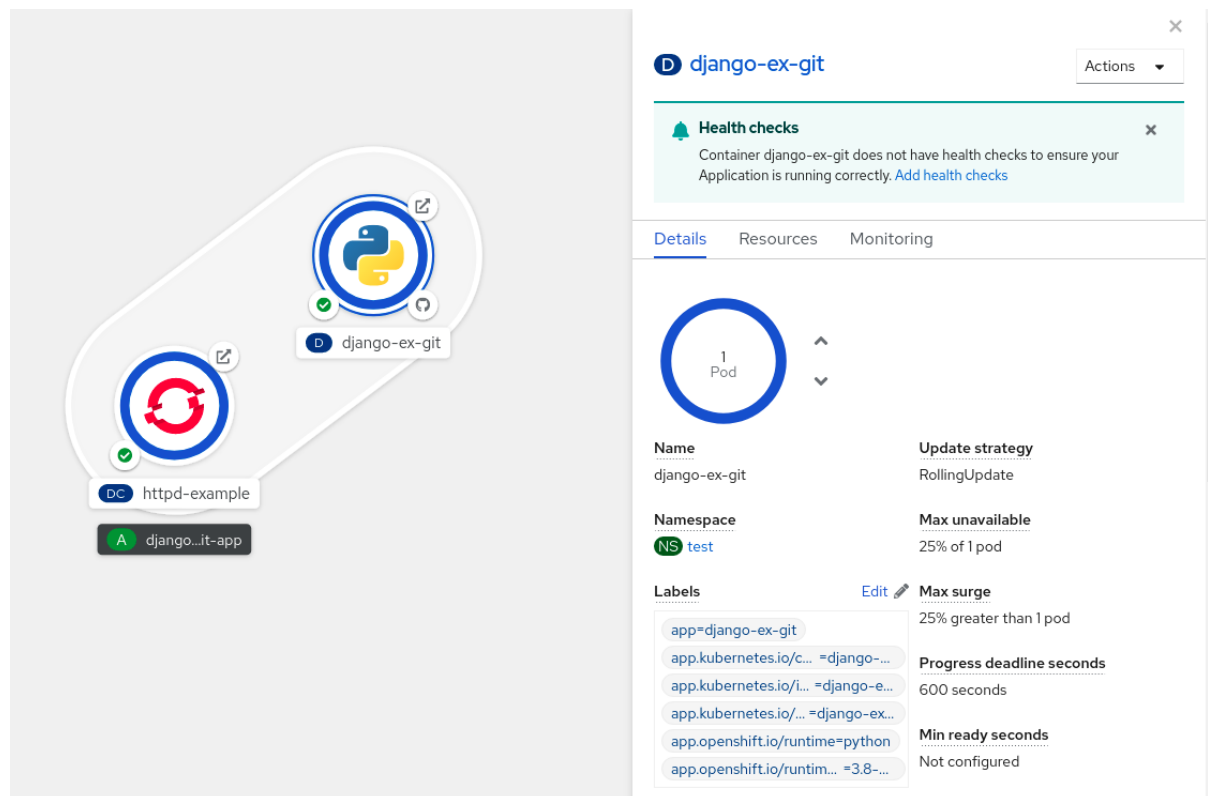 D django-ex-git
Actions
Health checks
Container django-ex-git does not have health checks to ensure your
Application is running correctly. Add health checks
Details Resources Monitoring
1
Pod
Name
django-ex-git
Update strategy
RollingUpdate
Namespace
NS test
Max unavailable
25% of 1 pod
Labels Edit
app=django-ex-git
app.kubernetes.io/c... =django-...
app.kubernetes.io/i... =django-e...
app.kubernetes.io/... =django-ex...
app.openshift.io/runtime=python
app.openshift.io/runtim... =3.8-...
Max surge
25% greater than 1 pod
Progress deadline seconds
600 seconds
Min ready seconds
Not configured
D django-ex-git
DC httpd-example
A django...it-app